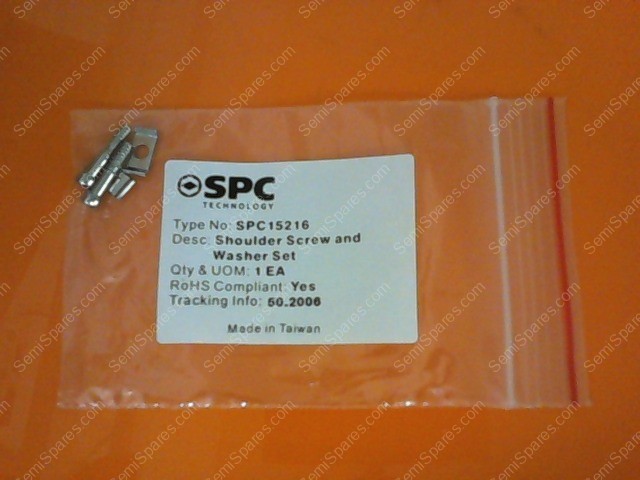 SPC
TECHNOLOGY
Type No: SPC15216
Desc: Shoulder Screw and
Washer Set
Qty & UOM: 1 EA
RoHS Compliant: Yes
Tracking Info: 50.2006
Made in Taiwan
SemiSpares.com